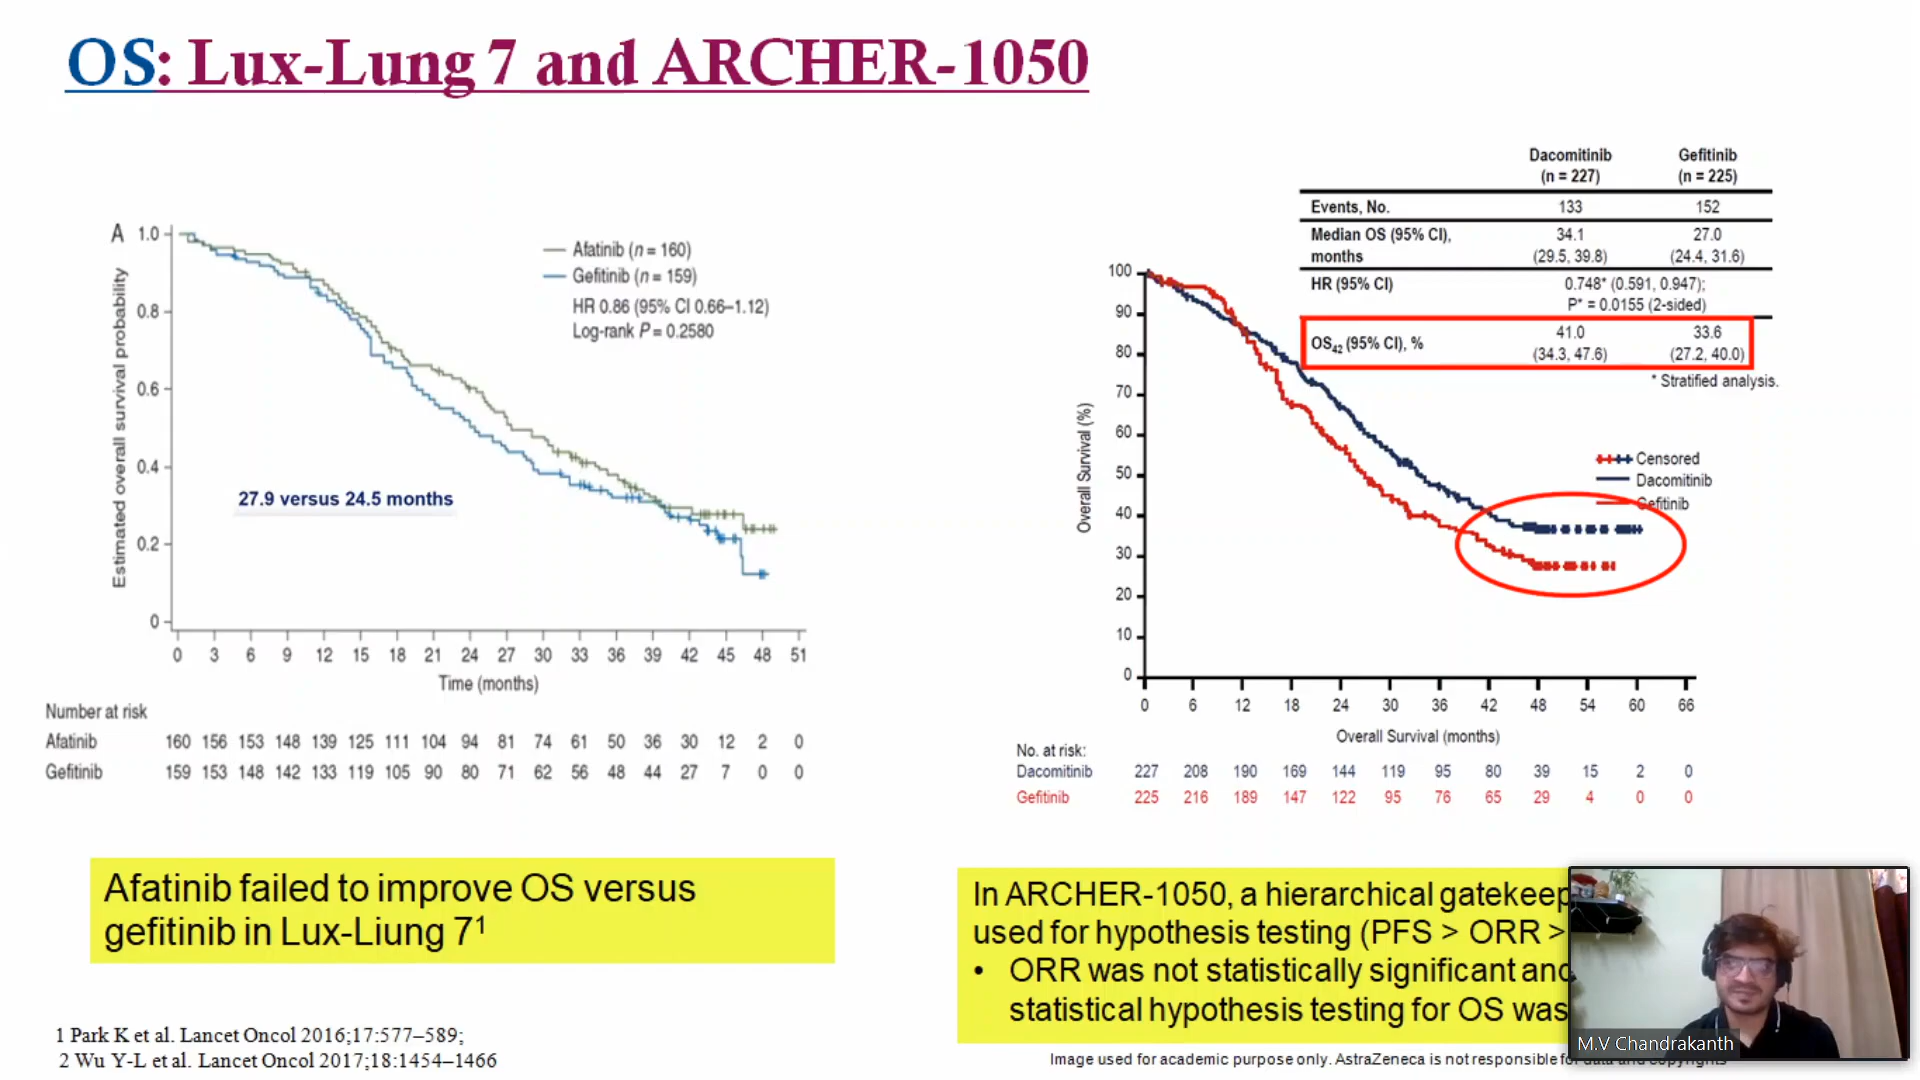 OS: Lux-Lung 7 and ARCHER-1050
A
1.0
0.8
0.6
0.4
0.2
0
Estimated overall survival probability
Afatinib (n = 160)
Gefitinib (n = 159)
HR 0.86 (95% CI 0.66–1.12)
Log-rank P = 0.2580
27.9 versus 24.5 months
0 3 6 9 12 15 18 21 24 27 30 33 36 39 42 45 48 51
Time (months)
Number at risk
Afatinib 160 156 153 148 139 125 111 104 94 81 74 61 50 36 30 12 2 0
Gefitinib 159 153 148 142 133 119 105 90 80 71 62 56 48 44 27 7 0 0
Afatinib failed to improve OS versus
gefitinib in Lux-Liung 7¹
1 Park K et al. Lancet Oncol 2016;17:577–589;
2 Wu Y-L et al. Lancet Oncol 2017;18:1454–1466
Dacomitinib Gefitinib
(n = 227) (n = 225)
Events, No. 133 152
Median OS (95% CI), 34.1 27.0
months (29.5, 39.8) (24.4, 31.6)
HR (95% CI) 0.748* (0.591, 0.947);
P* = 0.0155 (2-sided)
OS₄₂ (95% CI), % 41.0 33.6
(34.3, 47.6) (27.2, 40.0)
* Stratified analysis.
100
90
80
70
60
50
40
30
20
10
0
Overall Survival (%)
Censored
Dacomitinib
Gefitinib
0 6 12 18 24 30 36 42 48 54 60 66
Overall Survival (months)
No. at risk:
Dacomitinib 227 208 190 169 144 119 95 80 39 15 2 0
Gefitinib 225 216 189 147 122 95 76 65 29 4 0 0
In ARCHER-1050, a hierarchical gatekeep
used for hypothesis testing (PFS > ORR >
• ORR was not statistically significant and
statistical hypothesis testing for OS was
Image used for academic purpose only. AstraZeneca is not responsible for data and copyrights
M.V Chandrakanth